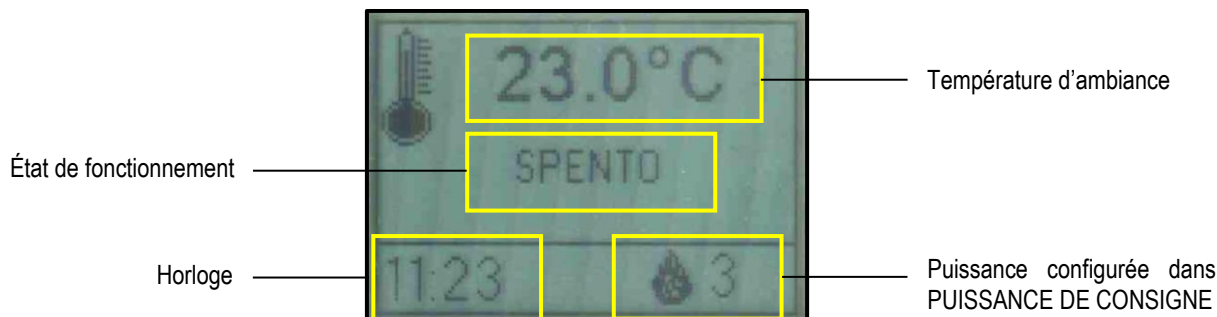 23.0°C
Température d’ambiance
État de fonctionnement
SPENTO
Horloge
11:23
3
Puissance configurée dans
PUISSANCE DE CONSIGNE